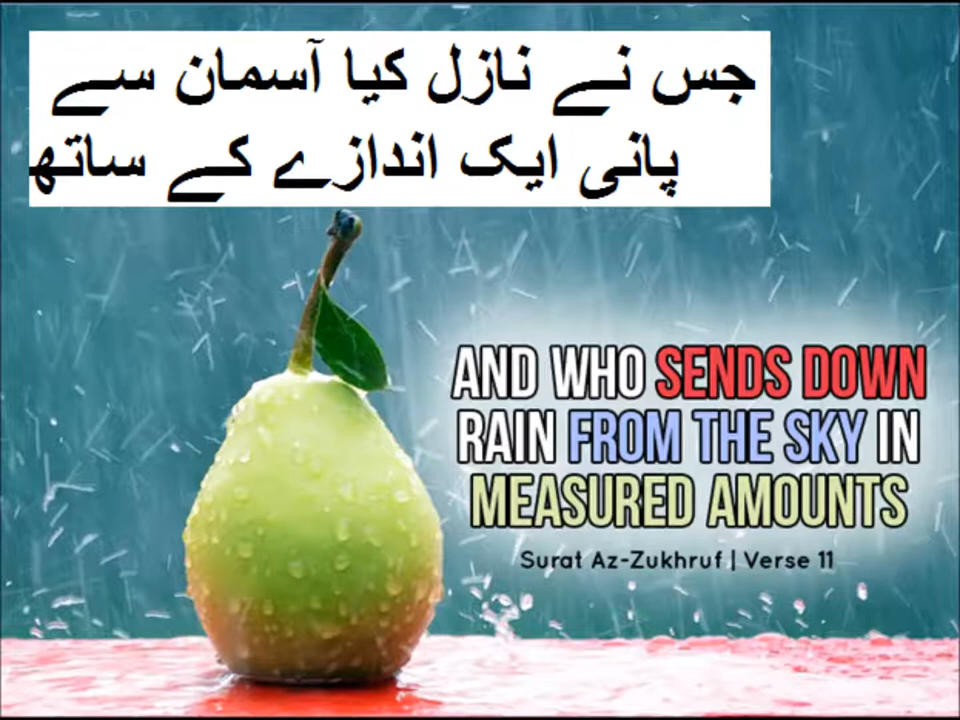 جس نے نازل کیا آسمان سے
پانی ایک اندازے کے ساتھ
AND WHO SENDS DOWN
RAIN FROM THE SKY IN
MEASURED AMOUNTS
Surat Az-Zukhruf | Verse 11